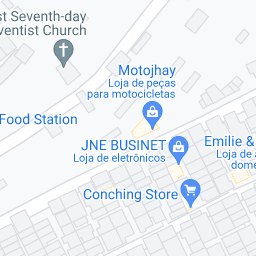 st Seventh-day
ventist Church
Motojhay
Loja de peças
para motocicletas
Food Station
JNE BUSINET
Loja de eletrônicos
Emilie &
Loja de a
dome
Conching Store